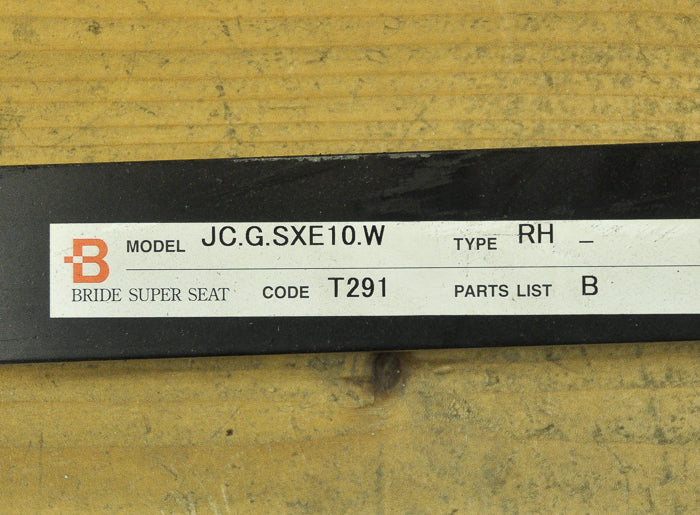 B MODEL JC.G.SXE10.W TYPE RH _
BRIDE SUPER SEAT CODE T291 PARTS LIST B